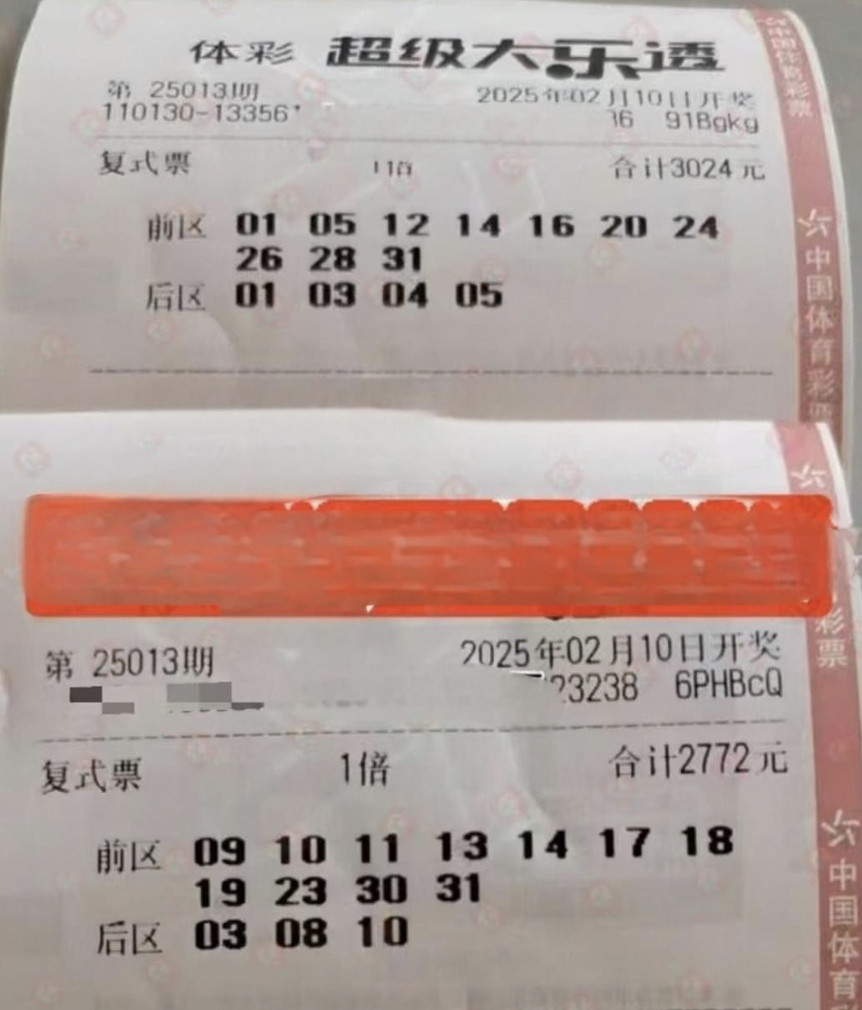 体彩 超级大乐透
第 25013期 2025年02月10日开奖
110130-13356 36 91Bgkg
复式票 1倍 合计3024元
前区 01 05 12 14 16 20 24
26 28 31
后区 01 03 04 05
中国体育彩票
中国体育彩票
第 25013期 2025年02月10日开奖
23238 6PHBcQ
复式票 1倍 合计2772元
前区 09 10 11 13 14 17 18
19 23 30 31
后区 03 08 10
彩票
中国体育